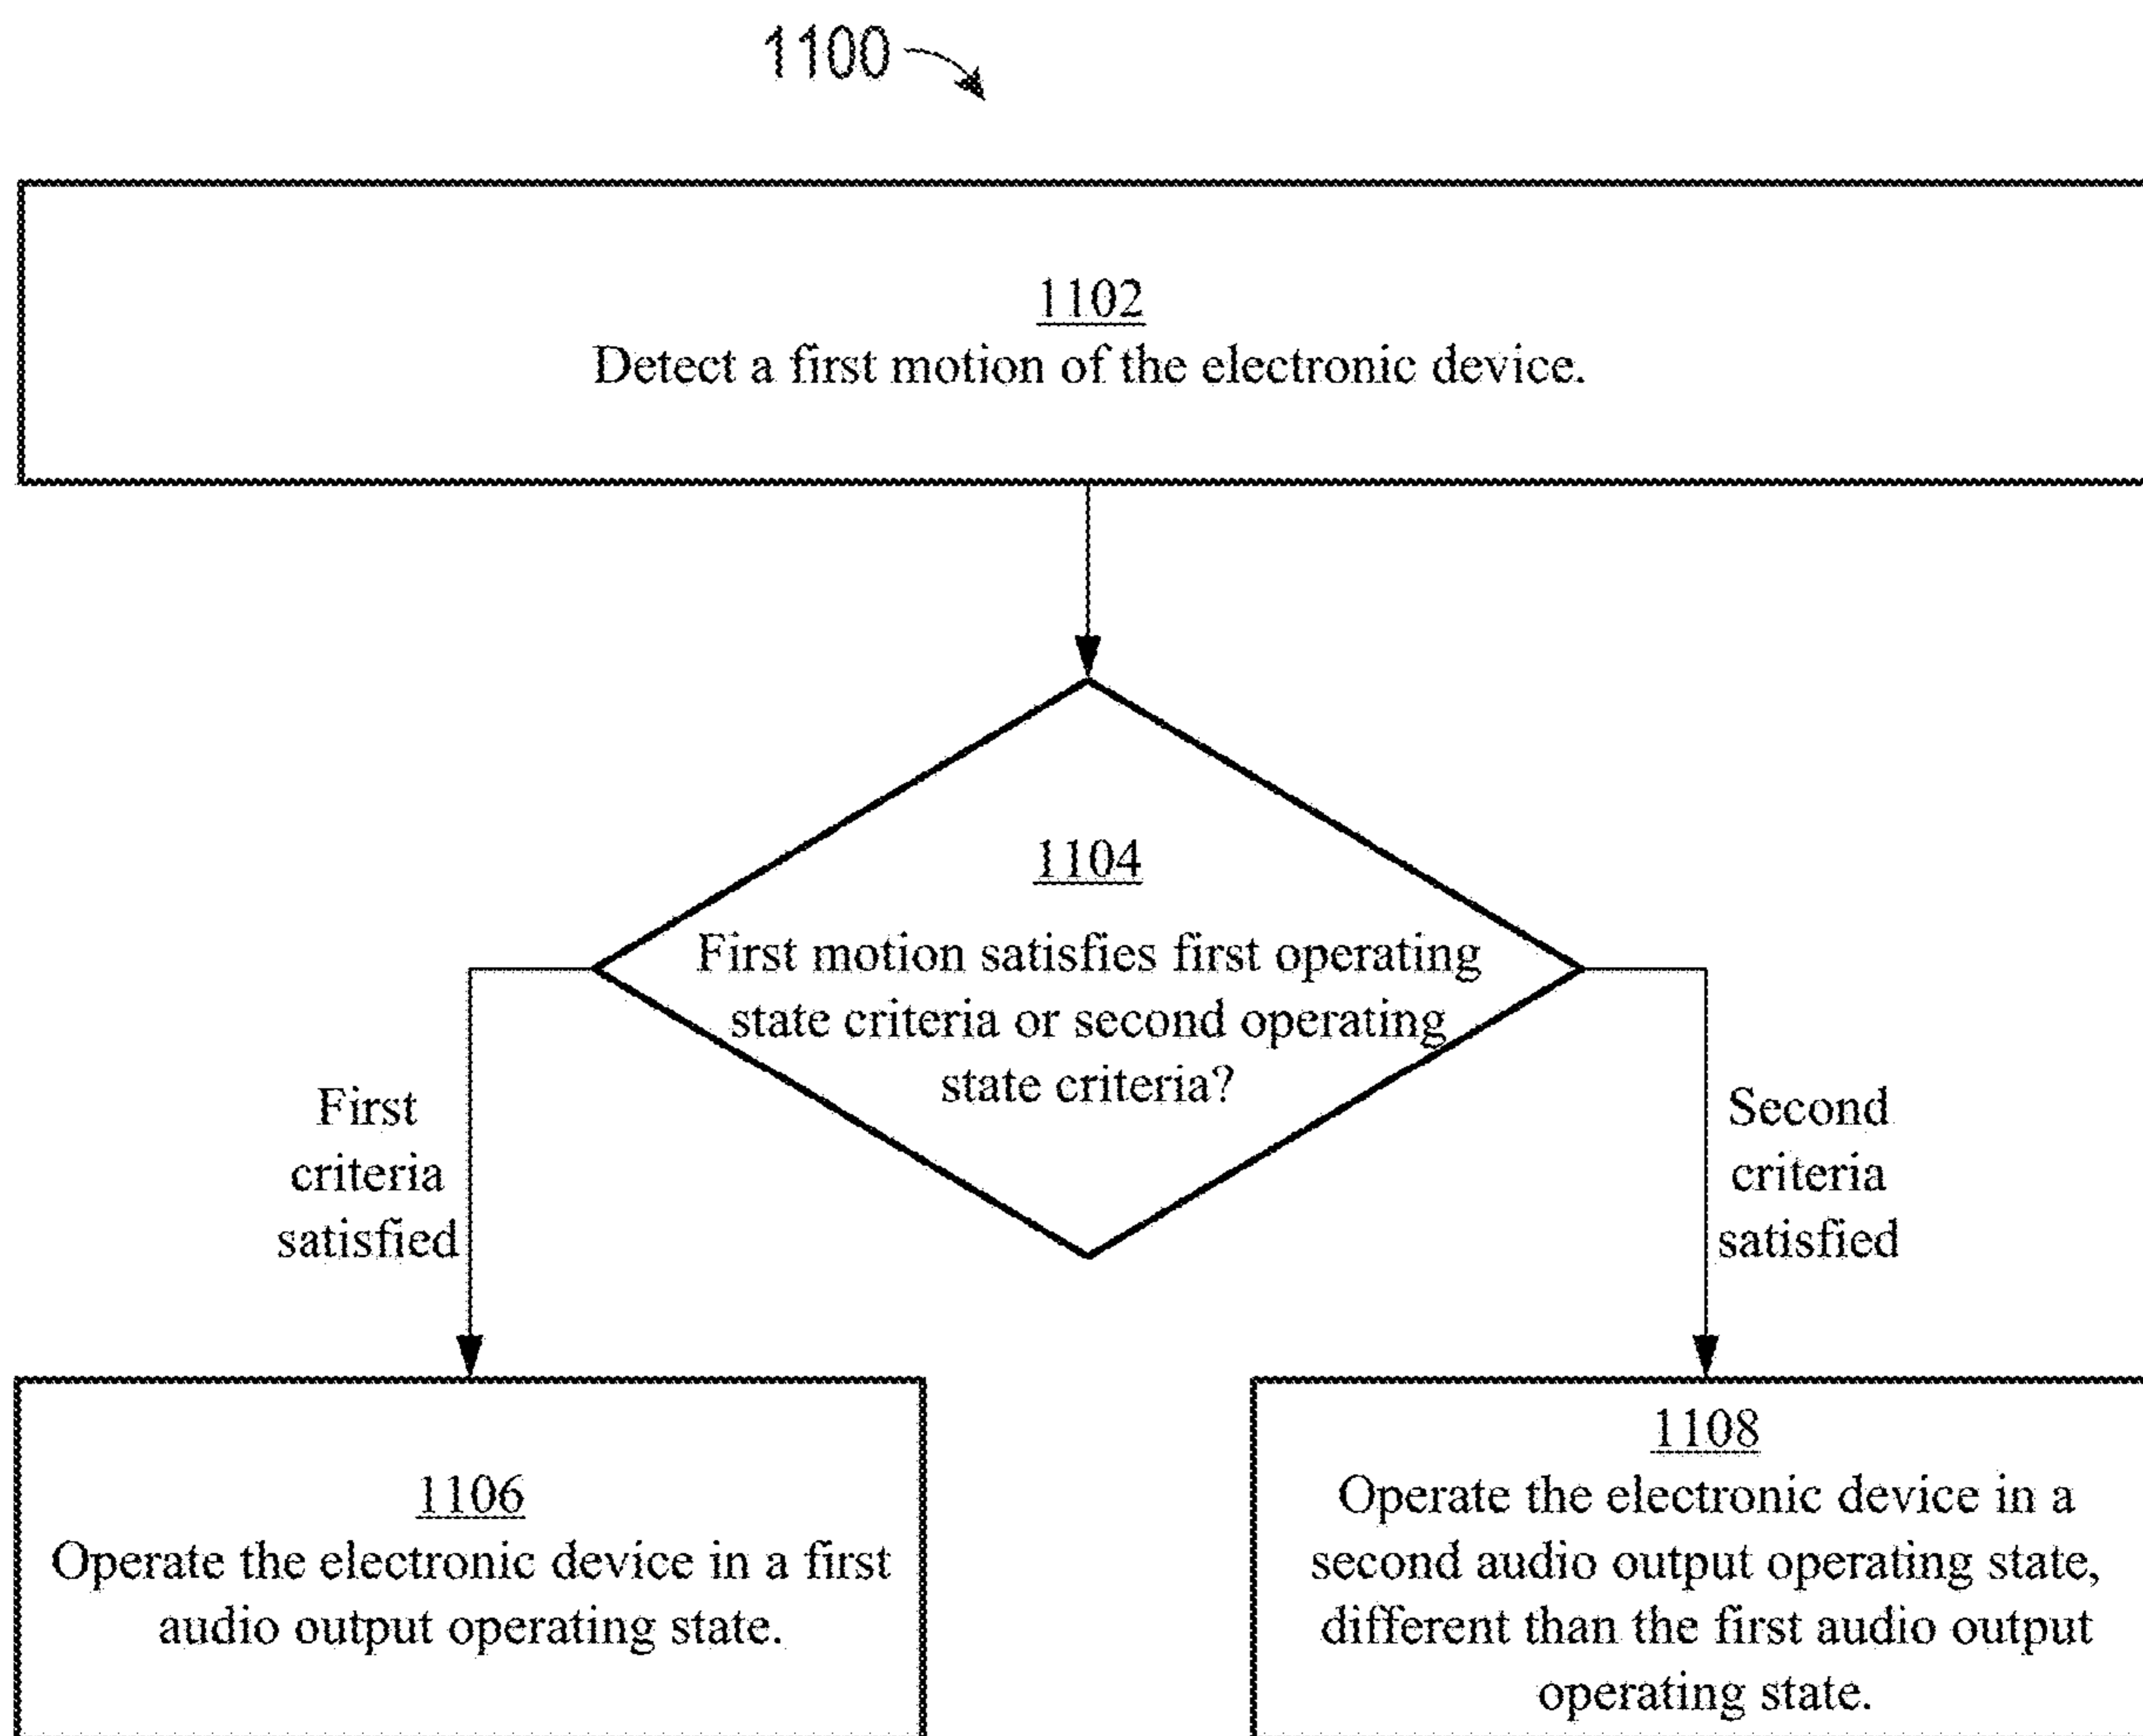 1100
1102
Detect a first motion of the electronic device.
1104
First motion satisfies first operating
state criteria or second operating
state criteria?
First
criteria
satisfied
Second
criteria
satisfied
1106
Operate the electronic device in a first
audio output operating state.
1108
Operate the electronic device in a
second audio output operating state,
different than the first audio output
operating state.